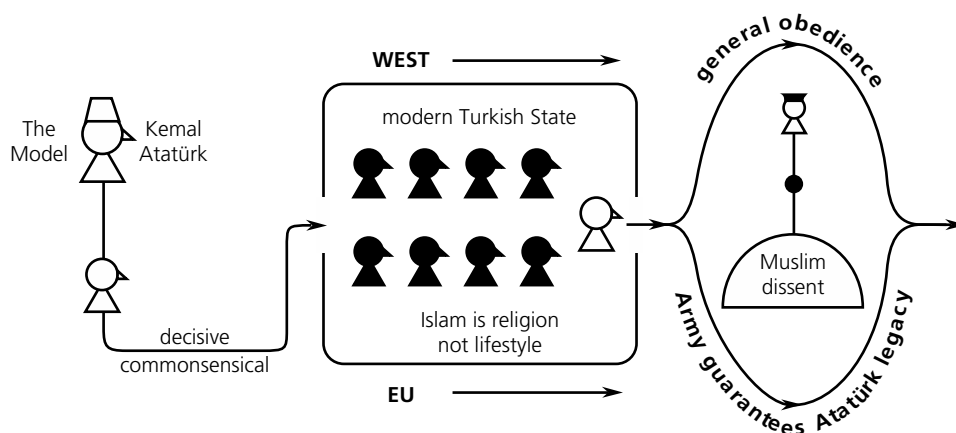 The
Model
Kemal
Atatürk
decisive
commonsensical
WEST
modern Turkish State
Islam is religion
not lifestyle
EU
general obedience
Muslim
dissent
Army guarantees Atatürk legacy